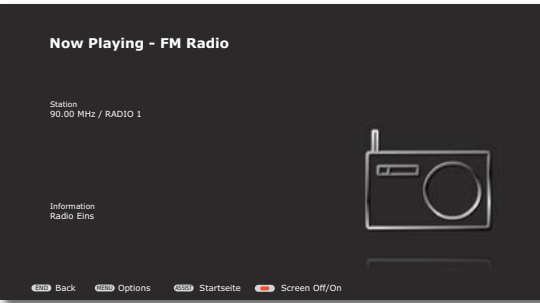 Now Playing - FM Radio
Station
90.00 MHz / RADIO 1
Information
Radio Eins
END Back MENU Options ASSIST Startseite Screen Off/On